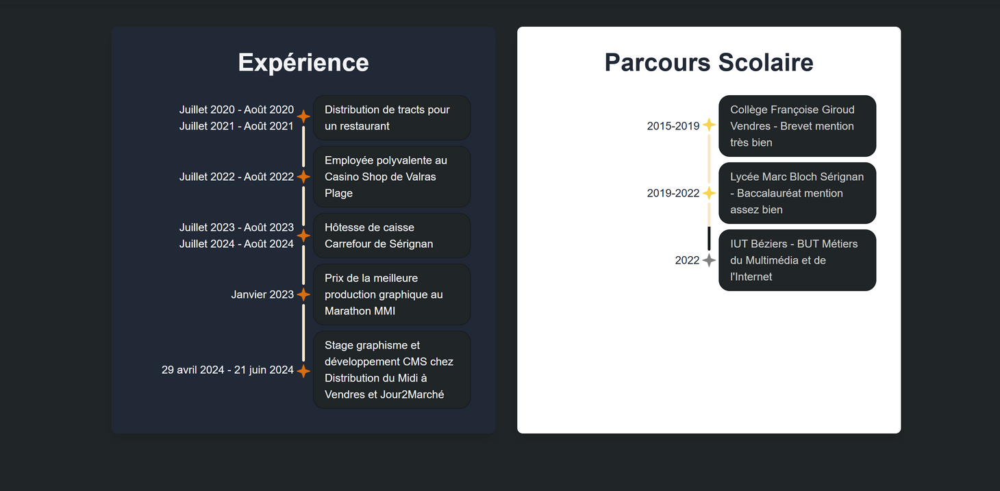 Expérience
Juillet 2020 - Août 2020
Juillet 2021 - Août 2021
Distribution de tracts pour
un restaurant
Juillet 2022 - Août 2022
Employée polyvalente au
Casino Shop de Valras
Plage
Juillet 2023 - Août 2023
Juillet 2024 - Août 2024
Hôtesse de caisse
Carrefour de Sérignan
Janvier 2023
Prix de la meilleure
production graphique au
Marathon MMI
29 avril 2024 - 21 juin 2024
Stage graphisme et
développement CMS chez
Distribution du Midi à
Vendres et Jour2Marché
Parcours Scolaire
2015-2019
Collège Françoise Giroud
Vendres - Brevet mention
très bien
2019-2022
Lycée Marc Bloch Sérignan
- Baccalauréat mention
assez bien
2022
IUT Béziers - BUT Métiers
du Multimédia et de
l'Internet